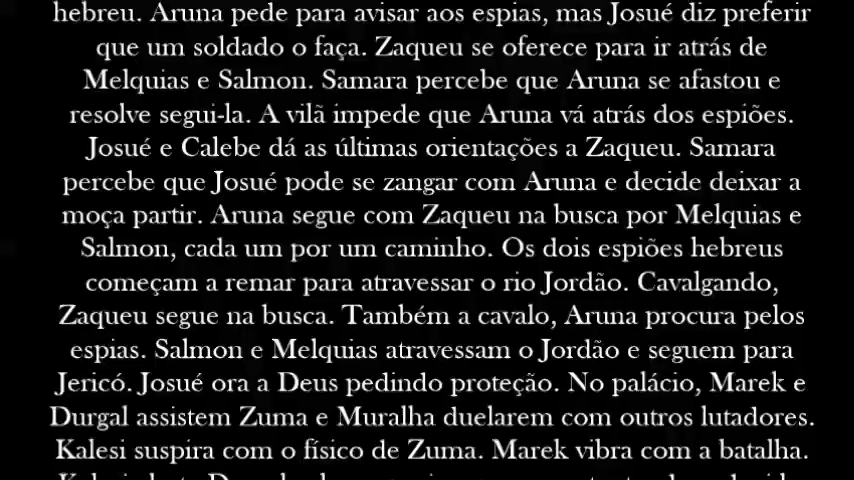 hebreu. Aruna pede para avisar aos espias, mas Josué diz preferir
que um soldado o faça. Zaqueu se oferece para ir atrás de
Melquias e Salmon. Samara percebe que Aruna se afastou e
resolve segui-la. A vilã impede que Aruna vá atrás dos espiões.
Josué e Calebe dá as últimas orientações a Zaqueu. Samara
percebe que Josué pode se zangar com Aruna e decide deixar a
moça partir. Aruna segue com Zaqueu na busca por Melquias e
Salmon, cada um por um caminho. Os dois espiões hebreus
começam a remar para atravessar o rio Jordão. Cavalgando,
Zaqueu segue na busca. Também a cavalo, Aruna procura pelos
espias. Salmon e Melquias atravessam o Jordão e seguem para
Jericó. Josué ora a Deus pedindo proteção. No palácio, Marek e
Durgal assistem Zuma e Muralha duelarem com outros lutadores.
Kalesi suspira com o físico de Zuma. Marek vibra com a batalha.